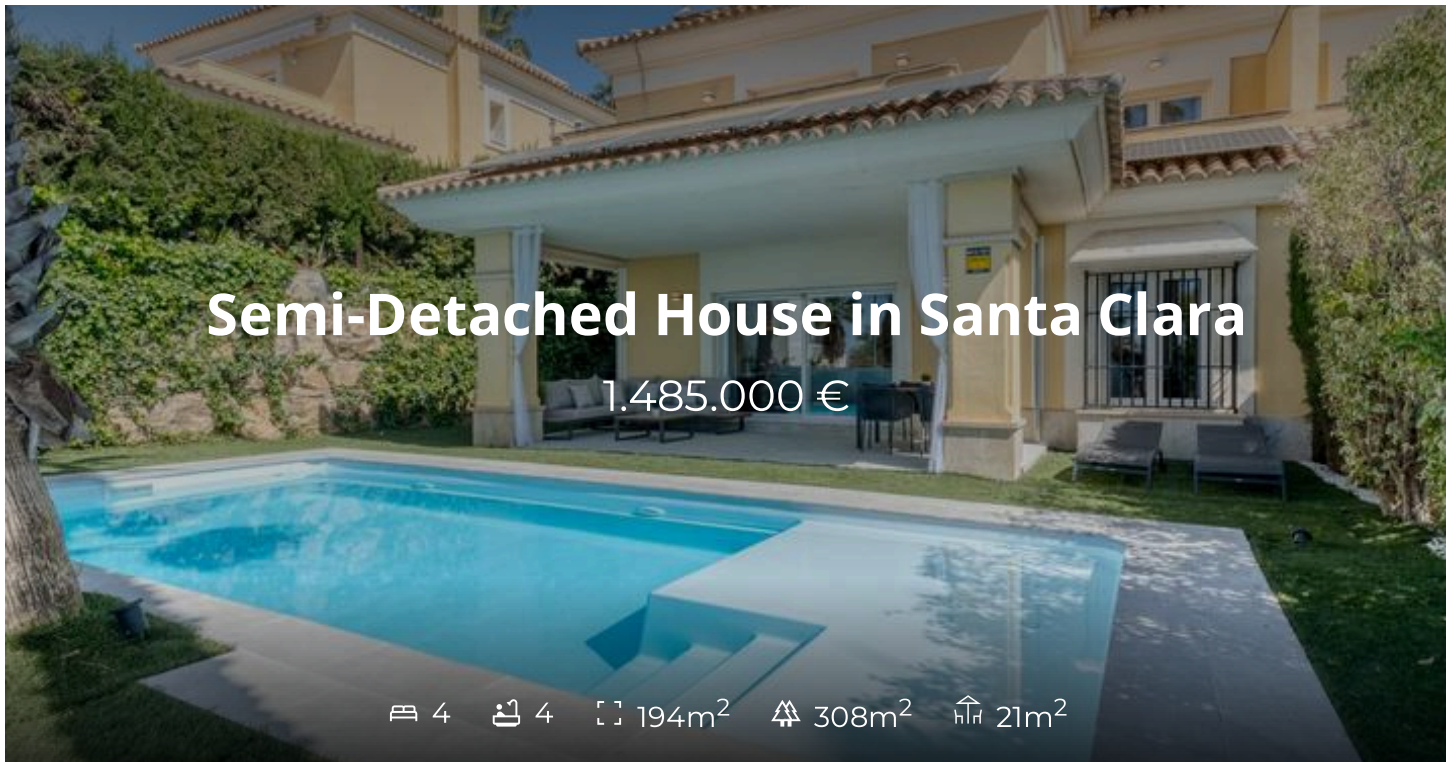 Semi-Detached House in Santa Clara
1.485.000 €
4 4 194m² 308m² 21m²